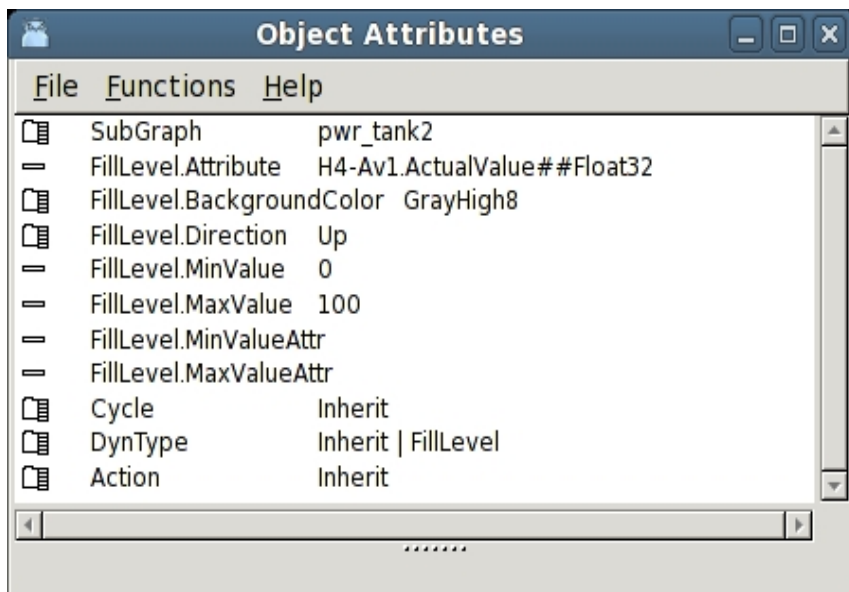 Object Attributes
File Functions Help
SubGraph pwr_tank2
FillLevel.Attribute H4-Av1.ActualValue##Float32
FillLevel.BackgroundColor GrayHigh8
FillLevel.Direction Up
FillLevel.MinValue 0
FillLevel.MaxValue 100
FillLevel.MinValueAttr
FillLevel.MaxValueAttr
Cycle Inherit
DynType Inherit | FillLevel
Action Inherit